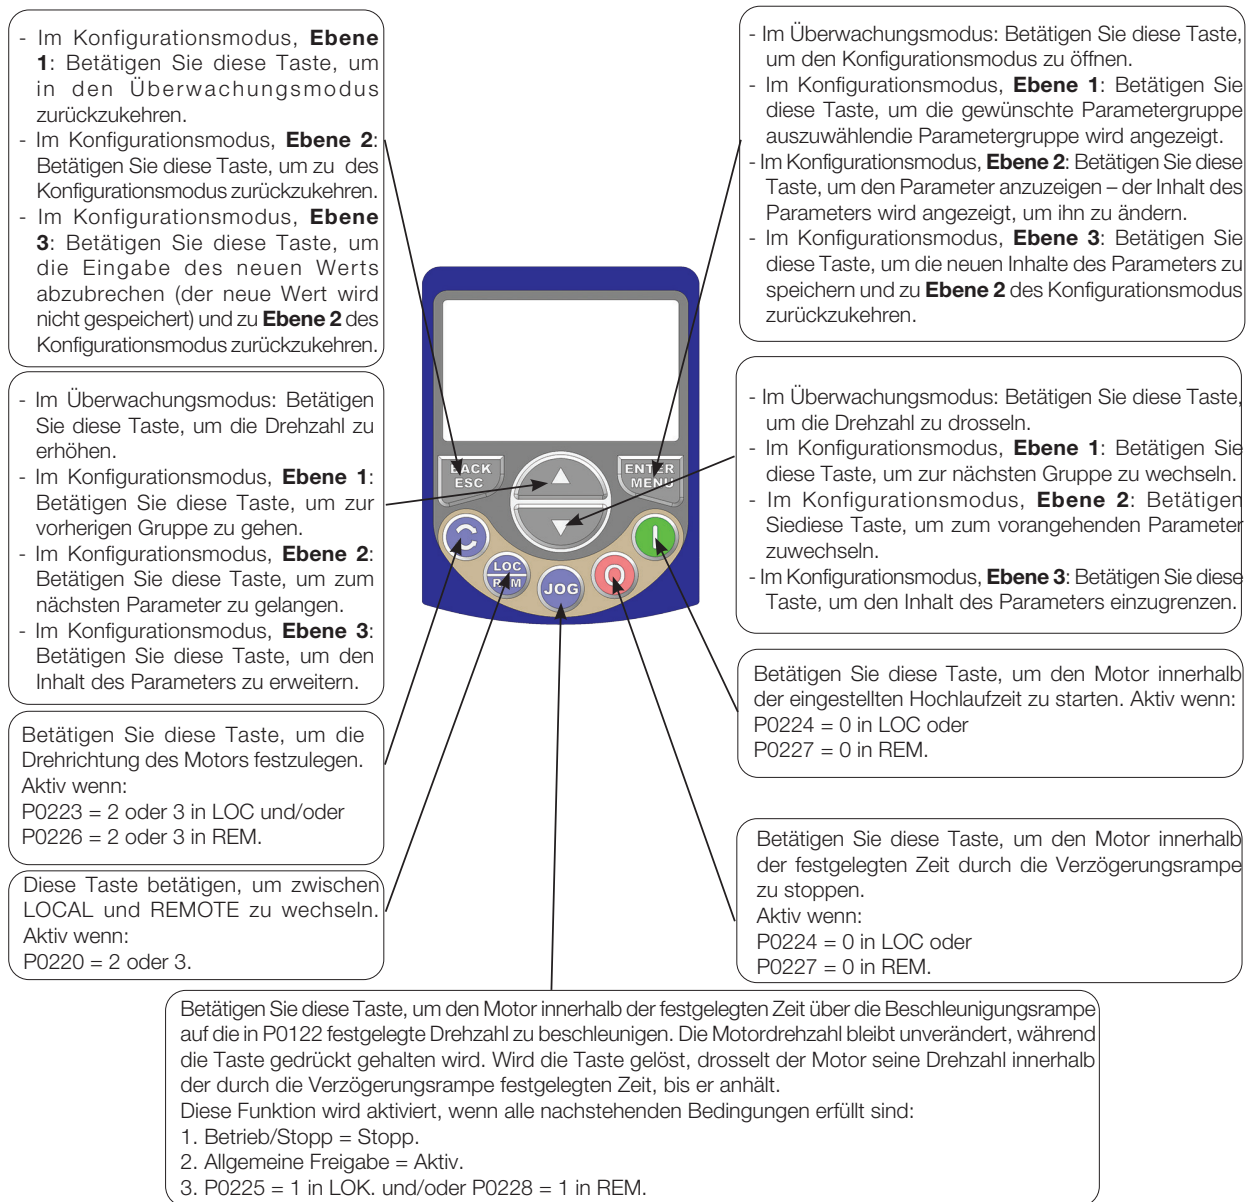 - Im Konfigurationsmodus, Ebene
1: Betätigen Sie diese Taste, um
in den Überwachungsmodus
zurückzukehren.
- Im Konfigurationsmodus, Ebene 2:
Betätigen Sie diese Taste, um zu des
Konfigurationsmodus zurückzukehren.
- Im Konfigurationsmodus, Ebene
3: Betätigen Sie diese Taste, um
die Eingabe des neuen Werts
abzubrechen (der neue Wert wird
nicht gespeichert) und zu Ebene 2 des
Konfigurationsmodus zurückzukehren.
- Im Überwachungsmodus: Betätigen
Sie diese Taste, um die Drehzahl zu
erhöhen.
- Im Konfigurationsmodus, Ebene 1:
Betätigen Sie diese Taste, um zur
vorherigen Gruppe zu gehen.
- Im Konfigurationsmodus, Ebene 2:
Betätigen Sie diese Taste, um zum
nächsten Parameter zu gelangen.
- Im Konfigurationsmodus, Ebene 3:
Betätigen Sie diese Taste, um den
Inhalt des Parameters zu erweitern.
Betätigen Sie diese Taste, um die
Drehrichtung des Motors festzulegen.
Aktiv wenn:
P0223 = 2 oder 3 in LOC und/oder
P0226 = 2 oder 3 in REM.
Diese Taste betätigen, um zwischen
LOCAL und REMOTE zu wechseln.
Aktiv wenn:
P0220 = 2 oder 3.
BACK
ESC
ENTER
MENU
LOC
REM
JOG
- Im Überwachungsmodus: Betätigen Sie diese Taste,
um den Konfigurationsmodus zu öffnen.
- Im Konfigurationsmodus, Ebene 1: Betätigen Sie
diese Taste, um die gewünschte Parametergruppe
auszuwählendie Parametergruppe wird angezeigt.
- Im Konfigurationsmodus, Ebene 2: Betätigen Sie diese
Taste, um den Parameter anzuzeigen – der Inhalt des
Parameters wird angezeigt, um ihn zu ändern.
- Im Konfigurationsmodus, Ebene 3: Betätigen Sie
diese Taste, um die neuen Inhalte des Parameters zu
speichern und zu Ebene 2 des Konfigurationsmodus
zurückzukehren.
- Im Überwachungsmodus: Betätigen Sie diese Taste,
um die Drehzahl zu drosseln.
- Im Konfigurationsmodus, Ebene 1: Betätigen Sie
diese Taste, um zur nächsten Gruppe zu wechseln.
- Im Konfigurationsmodus, Ebene 2: Betätigen
Siediese Taste, um zum vorangehenden Parameter
zuwechseln.
- Im Konfigurationsmodus, Ebene 3: Betätigen Sie diese
Taste, um den Inhalt des Parameters einzugrenzen.
Betätigen Sie diese Taste, um den Motor innerhalb
der eingestellten Hochlaufzeit zu starten. Aktiv wenn:
P0224 = 0 in LOC oder
P0227 = 0 in REM.
Betätigen Sie diese Taste, um den Motor innerhalb
der festgelegten Zeit durch die Verzögerungsrampe
zu stoppen.
Aktiv wenn:
P0224 = 0 in LOC oder
P0227 = 0 in REM.
Betätigen Sie diese Taste, um den Motor innerhalb der festgelegten Zeit über die Beschleunigungsrampe
auf die in P0122 festgelegte Drehzahl zu beschleunigen. Die Motordrehzahl bleibt unverändert, während
die Taste gedrückt gehalten wird. Wird die Taste gelöst, drosselt der Motor seine Drehzahl innerhalb
der durch die Verzögerungsrampe festgelegten Zeit, bis er anhält.
Diese Funktion wird aktiviert, wenn alle nachstehenden Bedingungen erfüllt sind:
1. Betrieb/Stopp = Stopp.
2. Allgemeine Freigabe = Aktiv.
3. P0225 = 1 in LOK. und/oder P0228 = 1 in REM.